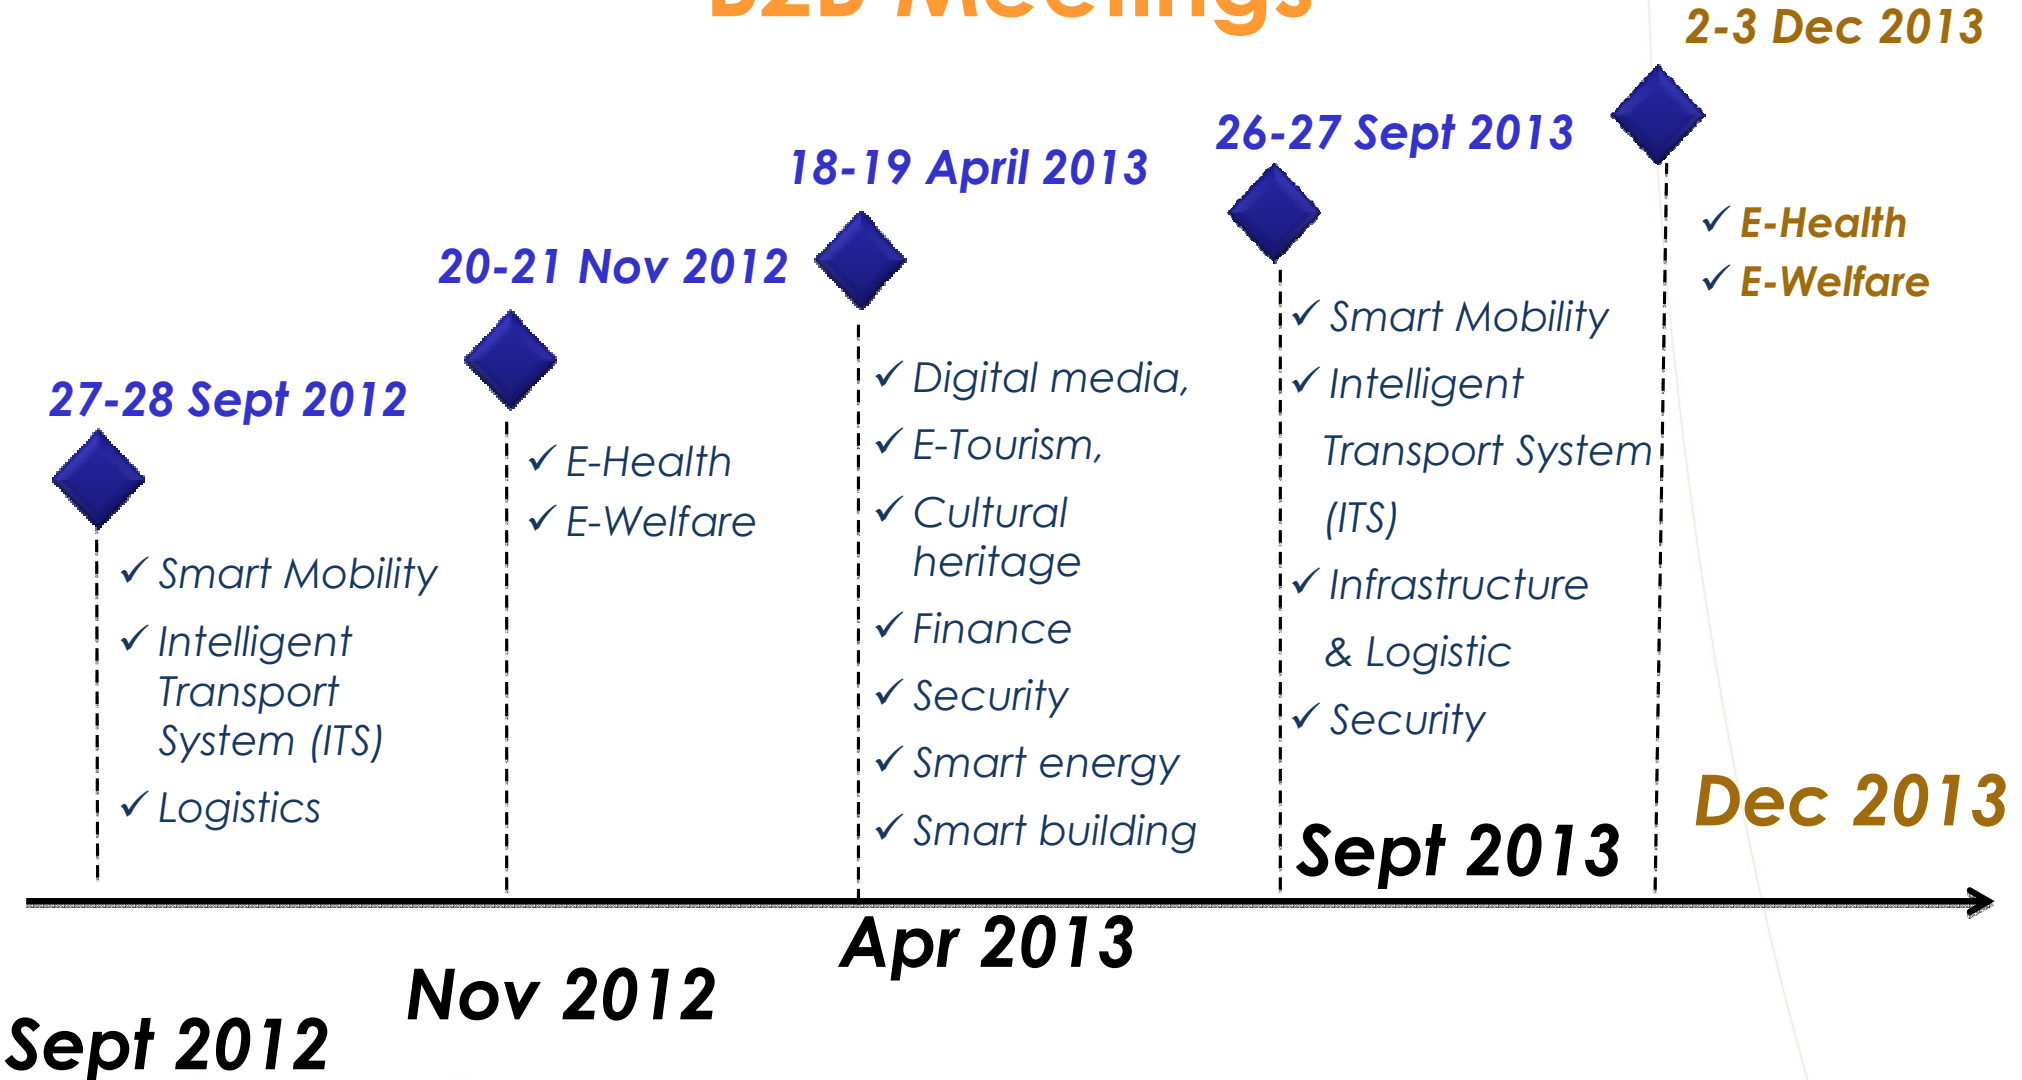 B2B Meetings
2-3 Dec 2013
26-27 Sept 2013
18-19 April 2013
20-21 Nov 2012
27-28 Sept 2012
✓ Smart Mobility
✓ Intelligent
Transport
System (ITS)
✓ Logistics
✓ E-Health
✓ E-Welfare
✓ Digital media,
✓ E-Tourism,
✓ Cultural
heritage
✓ Finance
✓ Security
✓ Smart energy
✓ Smart building
✓ Smart Mobility
✓ Intelligent
Transport System
(ITS)
✓ Infrastructure
& Logistic
✓ Security
✓ E-Health
✓ E-Welfare
Sept 2012
Nov 2012
Apr 2013
Sept 2013
Dec 2013